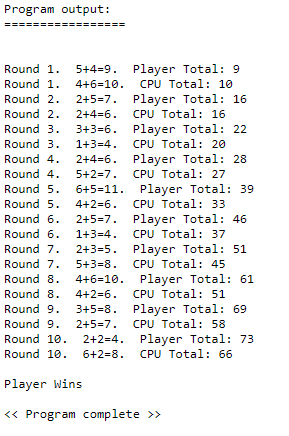 Program output:
=================
Round 1.  5+4=9.  Player Total: 9
Round 1.  4+6=10.  CPU Total: 10
Round 2.  2+5=7.  Player Total: 16
Round 2.  2+4=6.  CPU Total: 16
Round 3.  3+3=6.  Player Total: 22
Round 3.  1+3=4.  CPU Total: 20
Round 4.  2+4=6.  Player Total: 28
Round 4.  5+2=7.  CPU Total: 27
Round 5.  6+5=11.  Player Total: 39
Round 5.  4+2=6.  CPU Total: 33
Round 6.  2+5=7.  Player Total: 46
Round 6.  1+3=4.  CPU Total: 37
Round 7.  2+3=5.  Player Total: 51
Round 7.  5+3=8.  CPU Total: 45
Round 8.  4+6=10.  Player Total: 61
Round 8.  4+2=6.  CPU Total: 51
Round 9.  3+5=8.  Player Total: 69
Round 9.  2+5=7.  CPU Total: 58
Round 10.  2+2=4.  Player Total: 73
Round 10.  6+2=8.  CPU Total: 66
Player Wins
<< Program complete >>